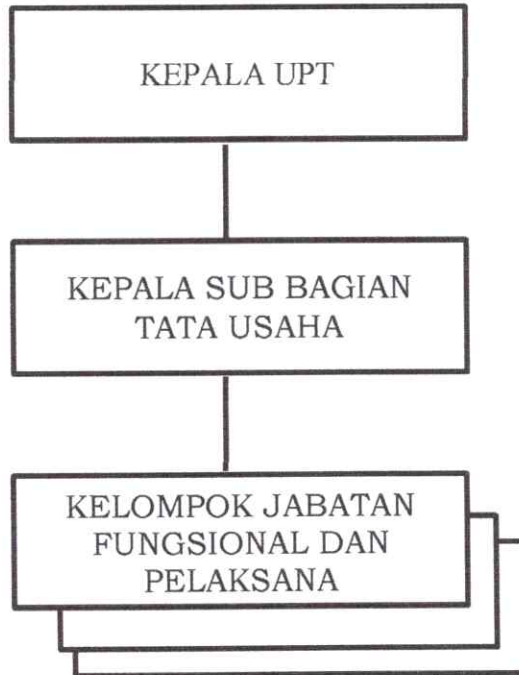 KEPALA UPT
KEPALA SUB BAGIAN
TATA USAHA
KELOMPOK JABATAN
FUNGSIONAL DAN
PELAKSANA